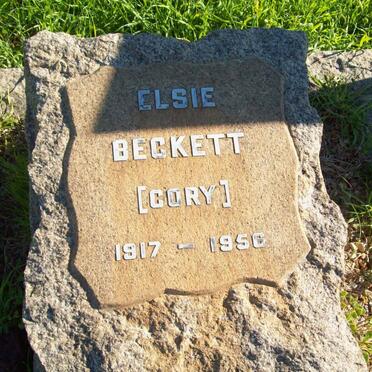 ELSIE
BECKETT
[CORY]
1917 - 1956